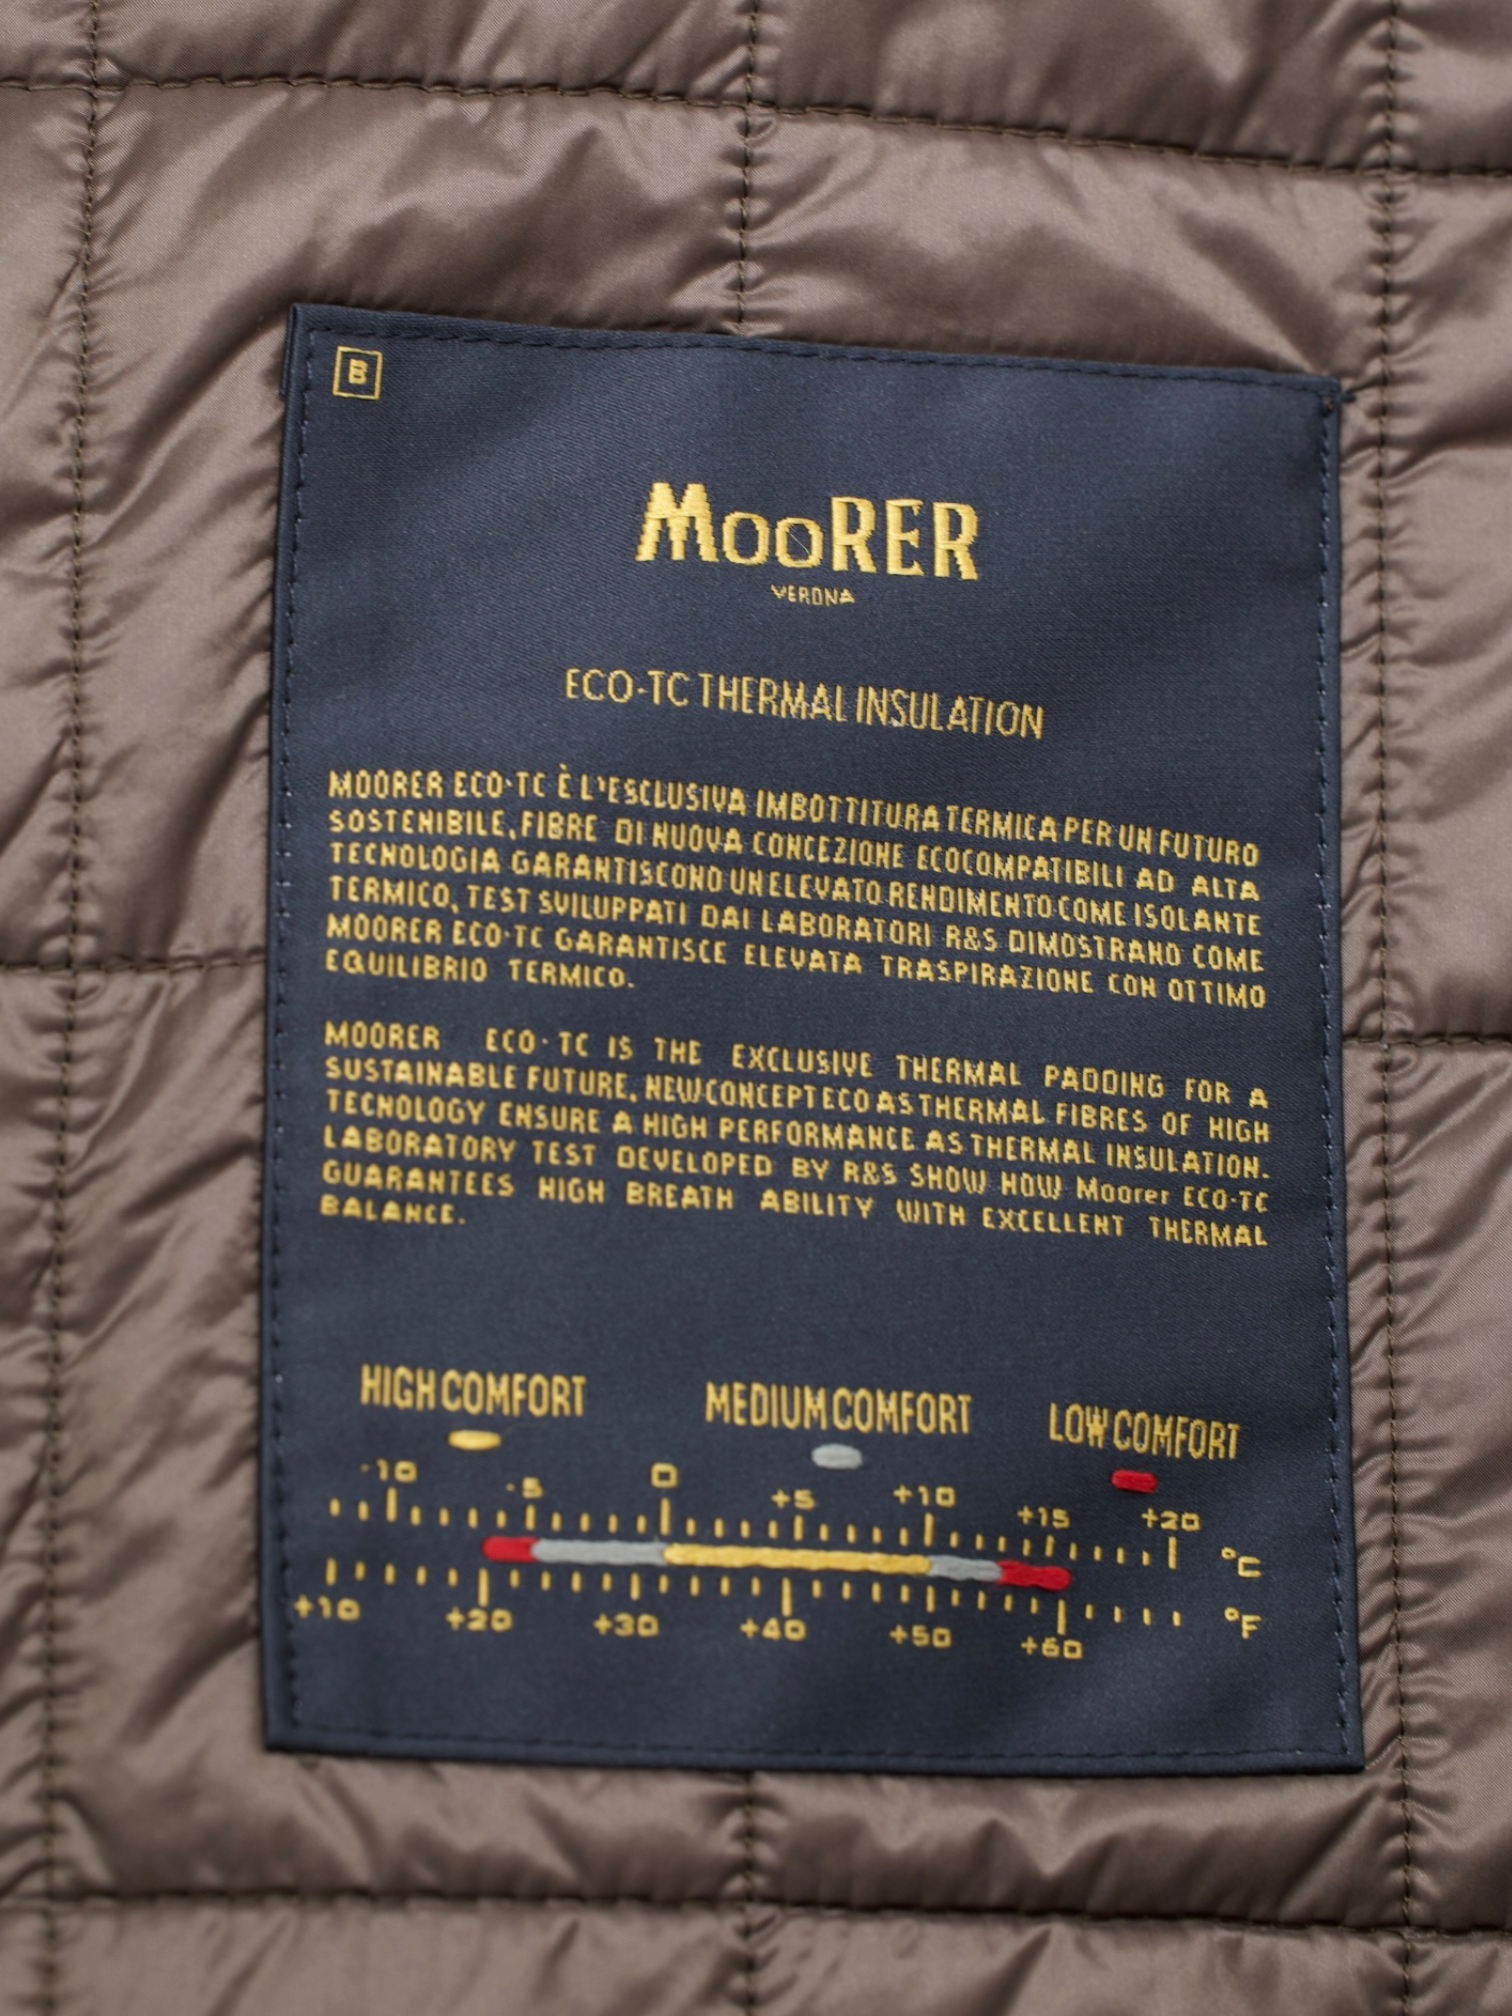 B
MOORER
VERONA
ECO-TC THERMAL INSULATION
MOORER ECO-TC È L'ESCLUSIVA IMBOTTITURA TERMICA PER UN FUTURO
SOSTENIBILE, FIBRE DI NUOVA CONCEZIONE ECOCOMPATIBILI AD ALTA
TECNOLOGIA GARANTISCONO UN ELEVATO RENDIMENTO COME ISOLANTE
TERMICO, TEST SVILUPPATI DAI LABORATORI R&S DIMOSTRANO COME
MOORER ECO-TC GARANTISCE ELEVATA TRASPIRAZIONE CON OTTIMO
EQUILIBRIO TERMICO.
MOORER ECO-TC IS THE EXCLUSIVE THERMAL PADDING FOR A
SUSTAINABLE FUTURE, NEW CONCEPT ECO AS THERMAL FIBRES OF HIGH
TECNOLOGY ENSURE A HIGH PERFORMANCE AS THERMAL INSULATION.
LABORATORY TEST DEVELOPED BY R&S SHOW HOW Moorer ECO-TC
GUARANTEES HIGH BREATH ABILITY WITH EXCELLENT THERMAL
BALANCE.
HIGH COMFORT MEDIUM COMFORT LOW COMFORT
-10 -5 0 +5 +10 +15 +20 °C
+10 +20 +30 +40 +50 +60 °F